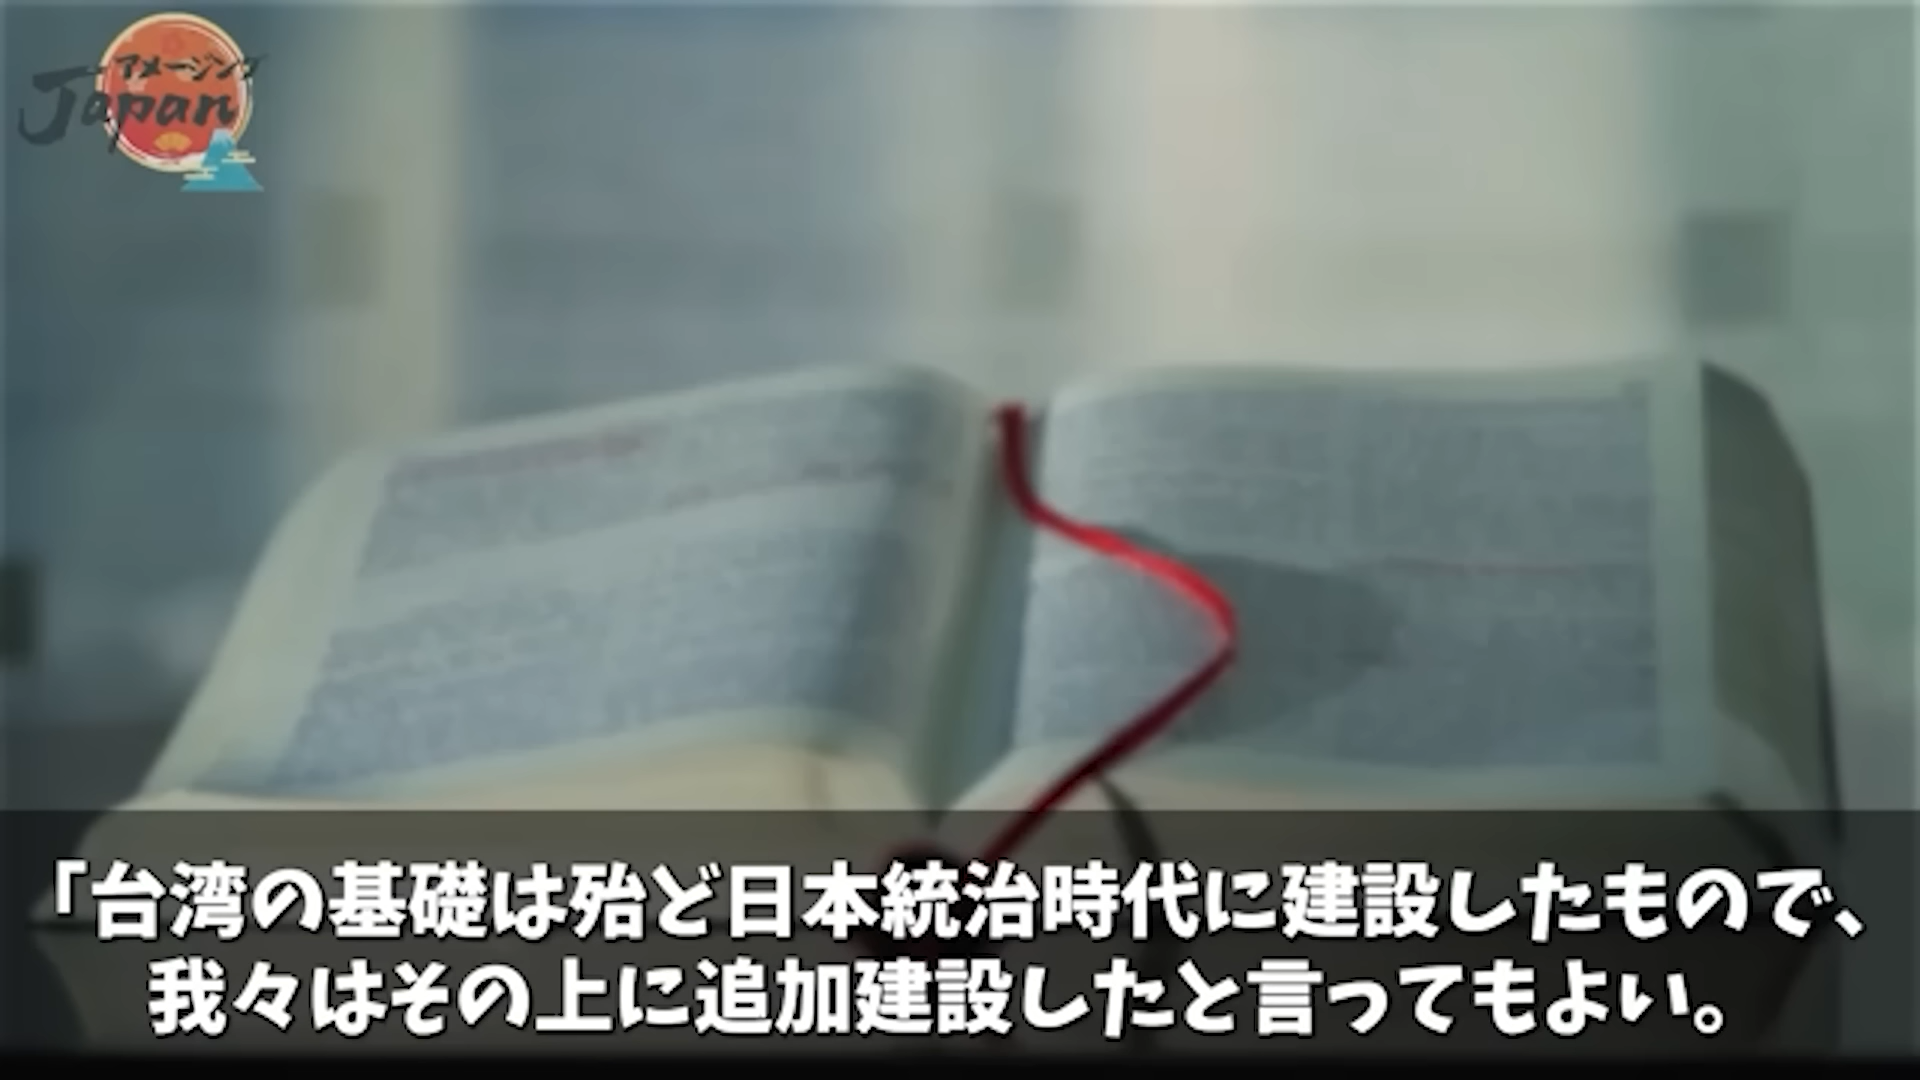 アメージング
Japan
「台湾の基礎は殆ど日本統治時代に建設したもので、
我々はその上に追加建設したと言ってもよい。